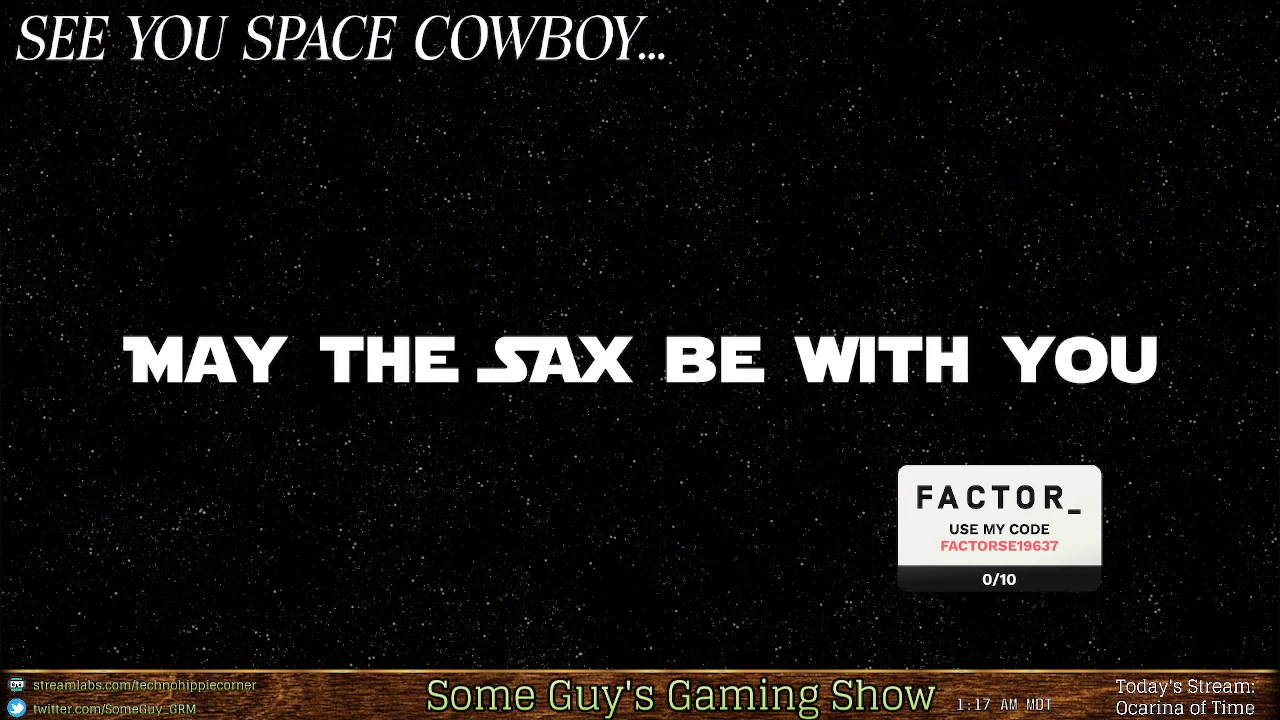 SEE YOU SPACE COWBOY...
MAY THE SAX BE WITH YOU
FACTOR_
USE MY CODE
FACTORSE19637
0/10
streamlabs.com/technohippiecorner
twitter.com/SomeGuy_GRM
Some Guy's Gaming Show
1:17 AM MDT
Today's Stream:
Ocarina of Time